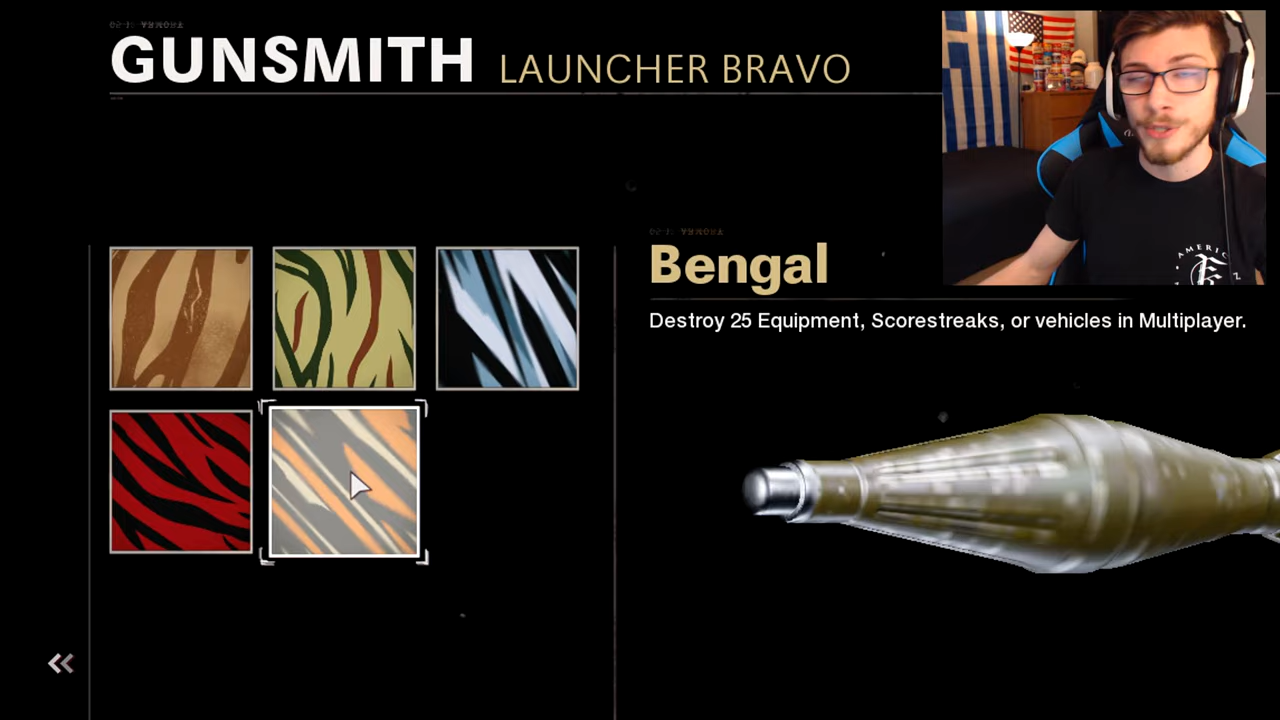 GUNSMITH LAUNCHER BRAVO
Bengal
Destroy 25 Equipment, Scorestreaks, or vehicles in Multiplayer.